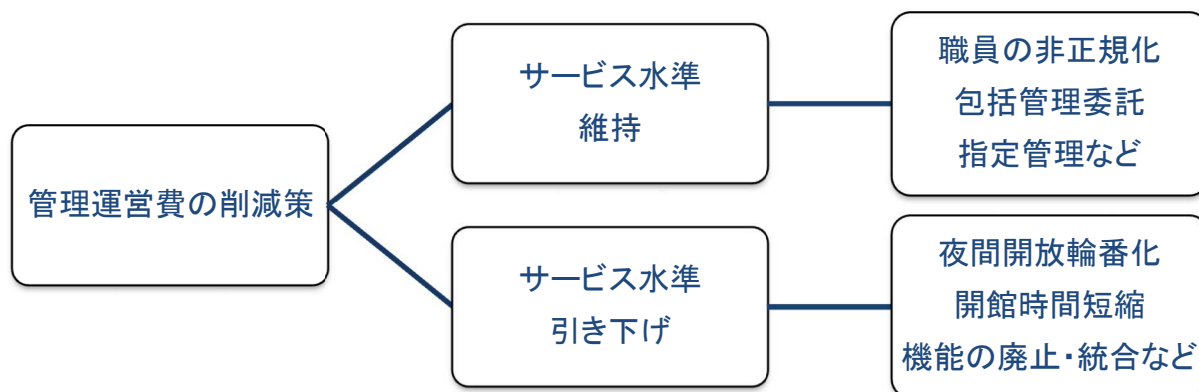 管理運営費の削減策
サービス水準
維持
職員の非正規化
包括管理委託
指定管理など
サービス水準
引き下げ
夜間開放輪番化
開館時間短縮
機能の廃止・統合など